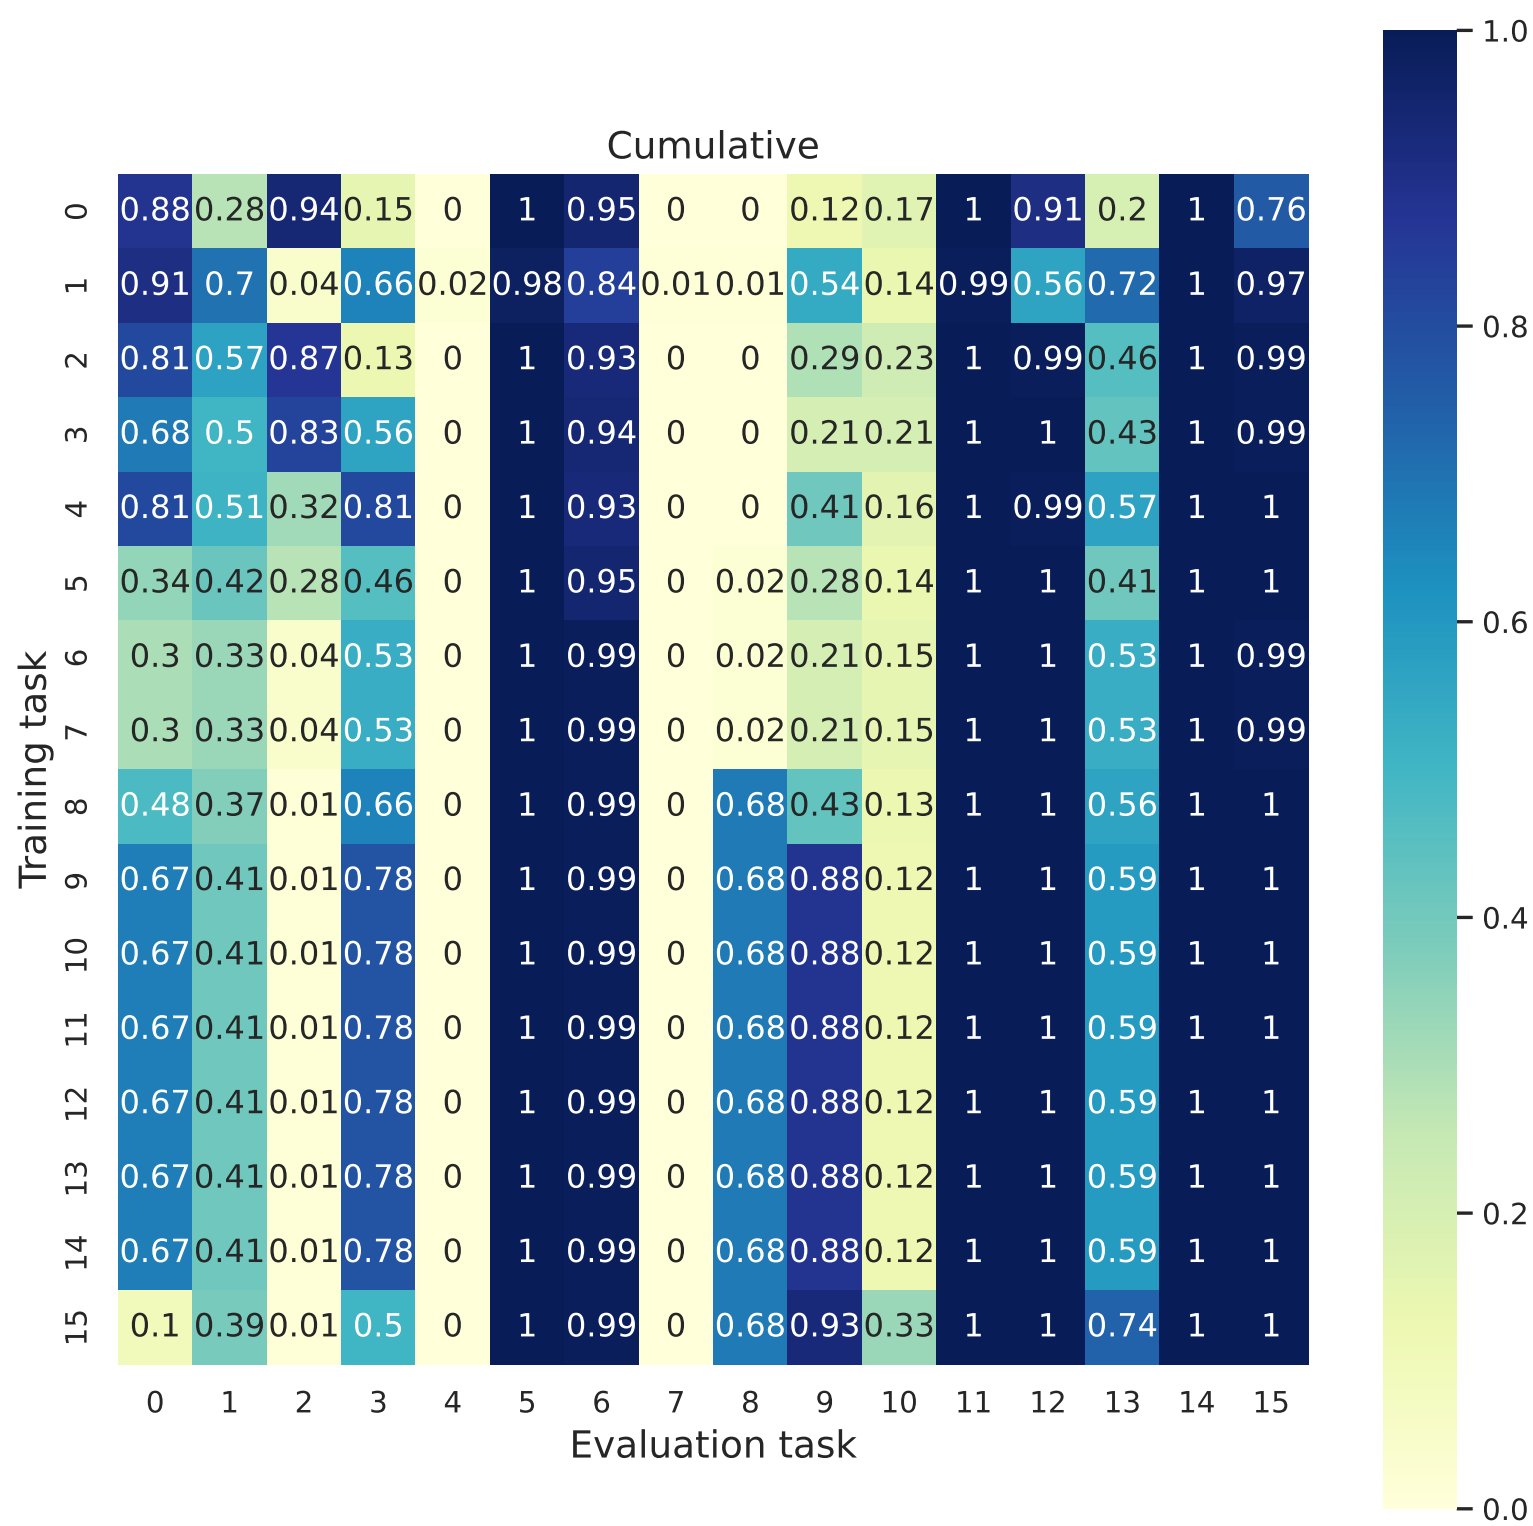 Cumulative
0 0.88 0.28 0.94 0.15 0 1 0.95 0 0 0.12 0.17 1 0.91 0.2 1 0.76
1 0.91 0.7 0.04 0.66 0.02 0.98 0.84 0.01 0.01 0.54 0.14 0.99 0.56 0.72 1 0.97
2 0.81 0.57 0.87 0.13 0 1 0.93 0 0 0.29 0.23 1 0.99 0.46 1 0.99
3 0.68 0.5 0.83 0.56 0 1 0.94 0 0 0.21 0.21 1 1 0.43 1 0.99
4 0.81 0.51 0.32 0.81 0 1 0.93 0 0 0.41 0.16 1 0.99 0.57 1 1
5 0.34 0.42 0.28 0.46 0 1 0.95 0 0.02 0.28 0.14 1 1 0.41 1 1
6 0.3 0.33 0.04 0.53 0 1 0.99 0 0.02 0.21 0.15 1 1 0.53 1 0.99
7 0.3 0.33 0.04 0.53 0 1 0.99 0 0.02 0.21 0.15 1 1 0.53 1 0.99
8 0.48 0.37 0.01 0.66 0 1 0.99 0 0.68 0.43 0.13 1 1 0.56 1 1
9 0.67 0.41 0.01 0.78 0 1 0.99 0 0.68 0.88 0.12 1 1 0.59 1 1
10 0.67 0.41 0.01 0.78 0 1 0.99 0 0.68 0.88 0.12 1 1 0.59 1 1
11 0.67 0.41 0.01 0.78 0 1 0.99 0 0.68 0.88 0.12 1 1 0.59 1 1
12 0.67 0.41 0.01 0.78 0 1 0.99 0 0.68 0.88 0.12 1 1 0.59 1 1
13 0.67 0.41 0.01 0.78 0 1 0.99 0 0.68 0.88 0.12 1 1 0.59 1 1
14 0.67 0.41 0.01 0.78 0 1 0.99 0 0.68 0.88 0.12 1 1 0.59 1 1
15 0.1 0.39 0.01 0.5 0 1 0.99 0 0.68 0.93 0.33 1 1 0.74 1 1
0 1 2 3 4 5 6 7 8 9 10 11 12 13 14 15
Evaluation task
Training task
1.0
0.8
0.6
0.4
0.2
0.0